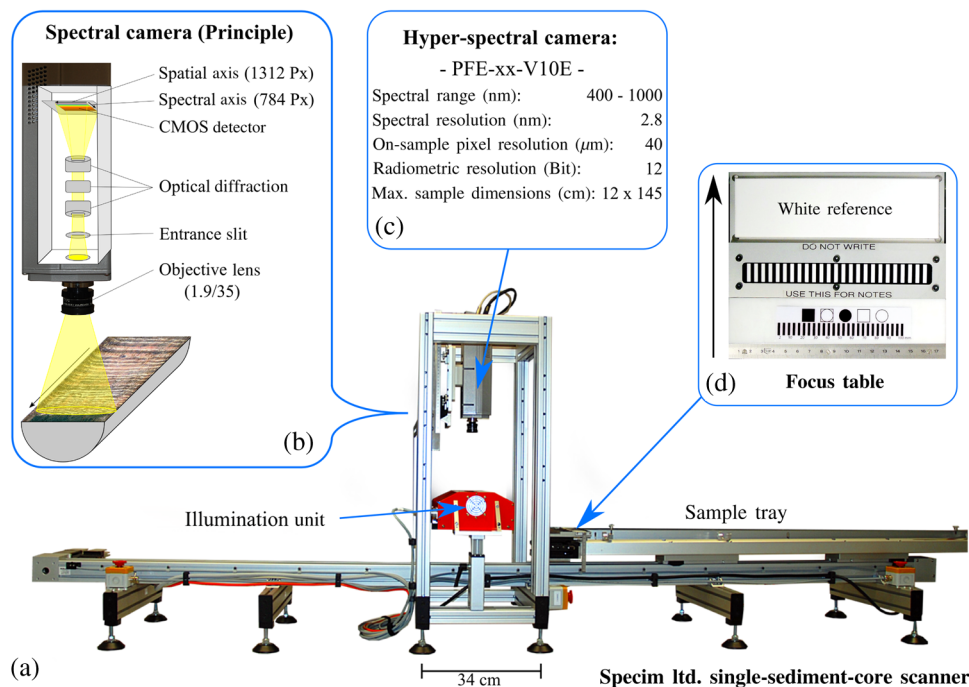 Spectral camera (Principle)
Spatial axis (1312 Px)
Spectral axis (784 Px)
CMOS detector
Optical diffraction
Entrance slit
Objective lens
(1.9/35)
(b)
Hyper-spectral camera:
- PFE-xx-V10E -
Spectral range (nm): 400 - 1000
Spectral resolution (nm): 2.8
On-sample pixel resolution (μm): 40
Radiometric resolution (Bit) 12
Max. sample dimensions (cm): 12 x 145
(c)
White reference
DO NOT WRITE
USE THIS FOR NOTES
(d)
Focus table
Illumination unit
Sample tray
(a)
34 cm
Specim ltd. single-sediment-core scanner